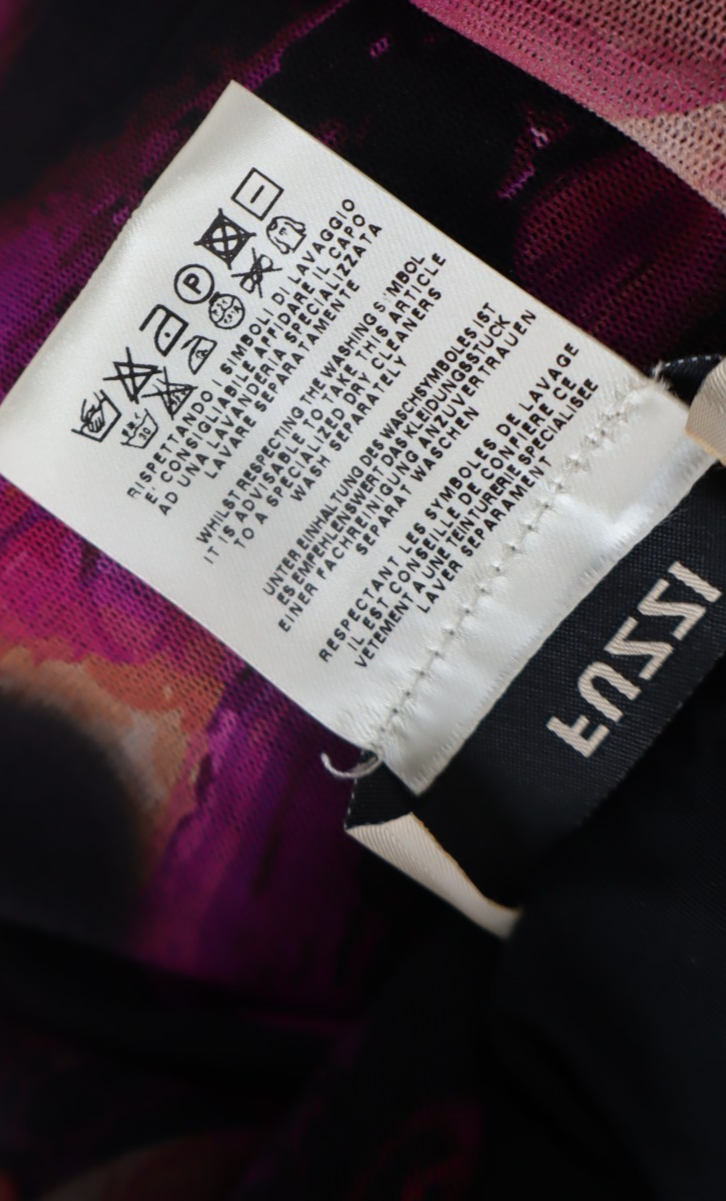 P
30
RISPETTANDO I SIMBOLI DI LAVAGGIO
E' CONSIGLIABILE AFFIDARE IL CAPO
AD UNA LAVANDERIA SPECIALIZZATA
LAVARE SEPARATAMENTE
WHILST RESPECTING THE WASHING SYMBOL
IT IS ADVISABLE TO TAKE THIS ARTICLE
TO A SPECIALIZED DRY CLEANERS
WASH SEPARATELY
UNTER EINHALTUNG DES WASCHSYMBOLES IST
ES EMPFEHLENSWERT DAS KLEIDUNGSSTUCK
EINER FACHREINIGUNG ANZUVERTRAUEN
SEPARAT WASCHEN
RESPECTANT LES SYMBOLES DE LAVAGE
IL EST CONSEILLE DE CONFIERE CE
VETEMENT A UNE TEINTURERIE SPECIALISEE
LAVER SEPARAMENT
FUZZI